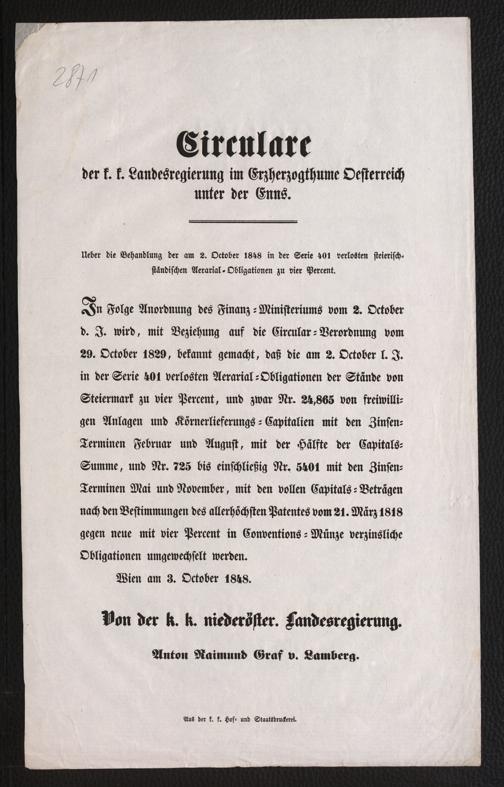 2871
Circulare
der k. k. Landesregierung im Erzherzogthume Oesterreich
unter der Enns.
Ueber die Behandlung der am 2. October 1848 in der Serie 401 verlosten steierisch-
ständischen Aerarial-Obligationen zu vier Percent.
In Folge Anordnung des Finanz-Ministeriums vom 2. October
d. J. wird, mit Beziehung auf die Circular-Verordnung vom
29. October 1829, bekannt gemacht, daß die am 2. October l. J.
in der Serie 401 verlosten Aerarial-Obligationen der Stände von
Steiermark zu vier Percent, und zwar Nr. 24,865 von freiwilli-
gen Anlagen und Körnerlieferungs-Capitalien mit den Zinsen-
Terminen Februar und August, mit der Hälfte der Capitals-
Summe, und Nr. 725 bis einschließig Nr. 5401 mit den Zinsen-
Terminen Mai und November, mit den vollen Capitals-Beträgen
nach den Bestimmungen des allerhöchsten Patentes vom 21. März 1818
gegen neue mit vier Percent in Conventions-Münze verzinsliche
Obligationen umgewechselt werden.
Wien am 3. October 1848.
Von der k. k. niederöster. Landesregierung.
Anton Raimund Graf v. Lamberg.
Aus der k. k. Hof- und Staatsdruckerei.